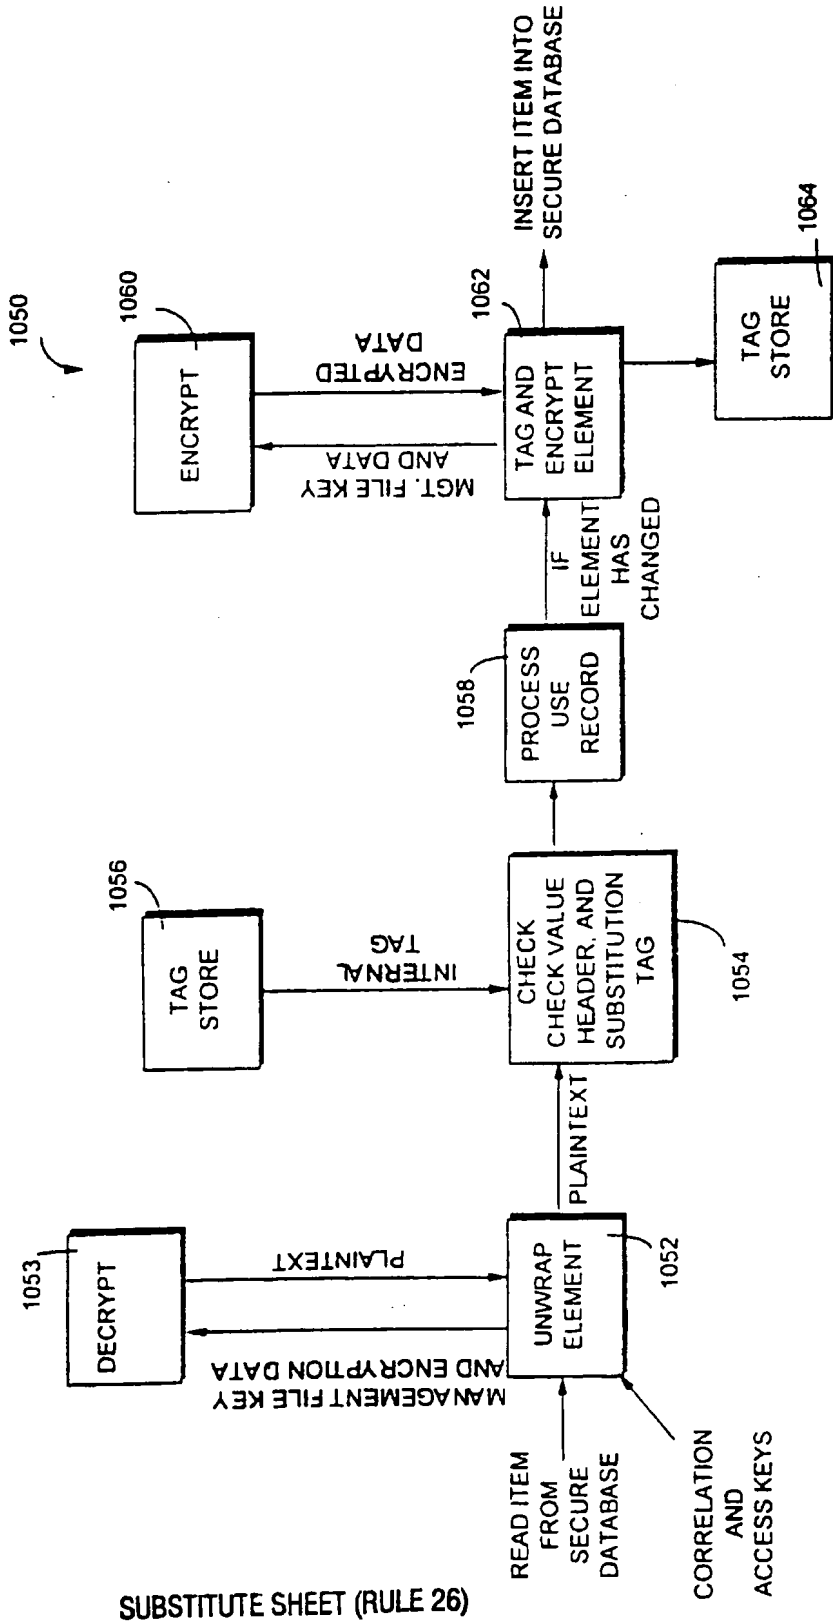 1050
1053
DECRYPT
MANAGEMENT FILE KEY
AND ENCRYPTION DATA
PLAINTEXT
READ ITEM
FROM
SECURE
DATABASE
CORRELATION
AND
ACCESS KEYS
UNWRAP
ELEMENT
1052
PLAINTEXT
1056
TAG
STORE
INTERNAL
TAG
CHECK
CHECK VALUE
HEADER, AND
SUBSTITUTION
TAG
1054
1058
PROCESS
USE
RECORD
IF
ELEMENT
HAS
CHANGED
1060
ENCRYPT
MGT. FILE KEY
AND DATA
ENCRYPTED
DATA
1062
TAG AND
ENCRYPT
ELEMENT
INSERT ITEM INTO
SECURE DATABASE
TAG
STORE
1064
SUBSTITUTE SHEET (RULE 26)